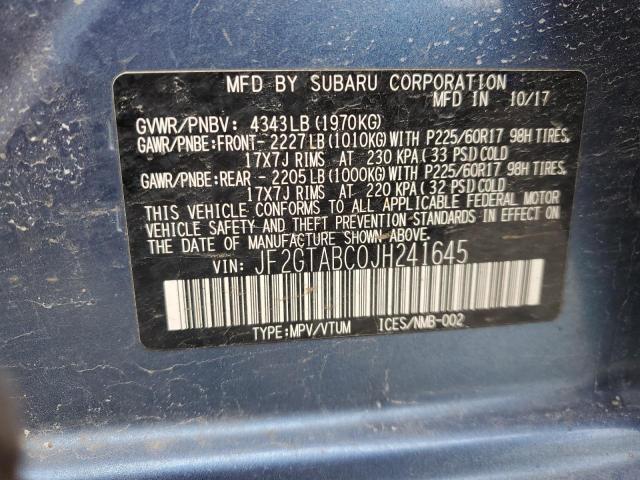 MFD BY SUBARU CORPORATION
MFD IN 10/17
GVWR/PNBV: 4343LB (1970KG)
GAWR/PNBE:FRONT- 2227LB (1010KG) WITH P225/60R17 98H TIRES,
17X7J RIMS AT 230 KPA (33 PSI) COLD
GAWR/PNBE:REAR - 2205LB (1000KG) WITH P225/60R17 98H TIRES,
17X7J RIMS AT 220 KPA (32 PSI) COLD
THIS VEHICLE CONFORMS TO ALL APPLICABLE FEDERAL MOTOR
VEHICLE SAFETY AND THEFT PREVENTION STANDARDS IN EFFECT ON
THE DATE OF MANUFACTURE SHOWN ABOVE.
VIN: JF2GTABC0JH241645
TYPE:MPV/VTUM ICES/NMB-002